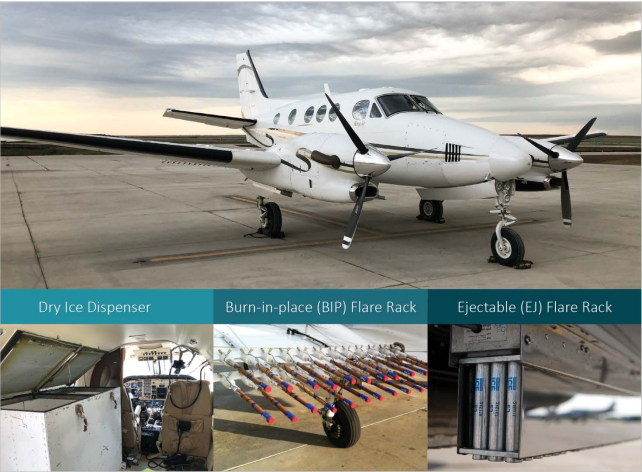 Dry Ice Dispenser
Burn-in-place (BIP) Flare Rack
Ejectable (EJ) Flare Rack